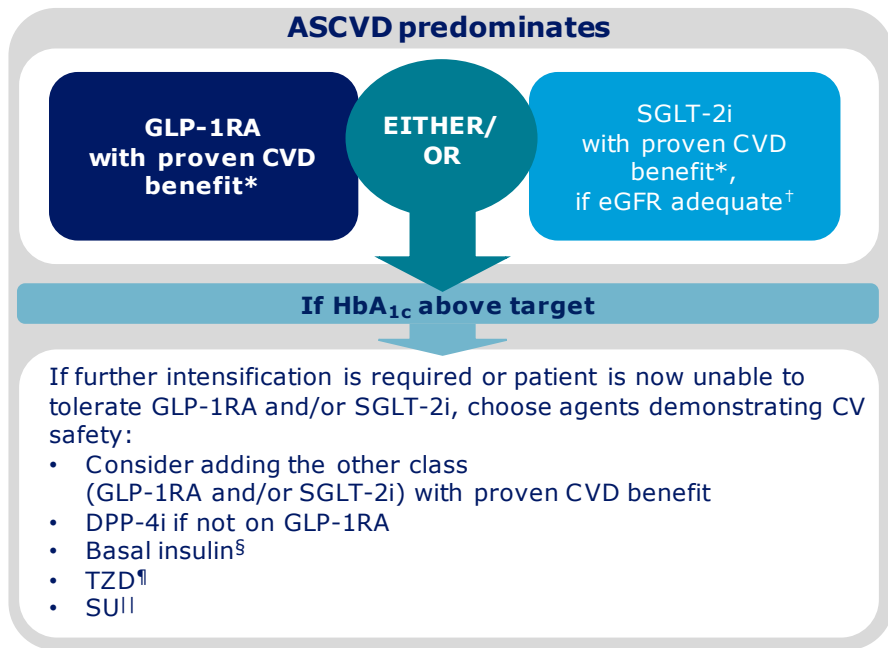 ASCVD predominates
GLP-1RA
with proven CVD
benefit*
EITHER/
OR
SGLT-2i
with proven CVD
benefit*,
if eGFR adequate†
If HbA1c above target
If further intensification is required or patient is now unable to
tolerate GLP-1RA and/or SGLT-2i, choose agents demonstrating CV
safety:
• Consider adding the other class
(GLP-1RA and/or SGLT-2i) with proven CVD benefit
• DPP-4i if not on GLP-1RA
• Basal insulin§
• TZD¶
• SU||